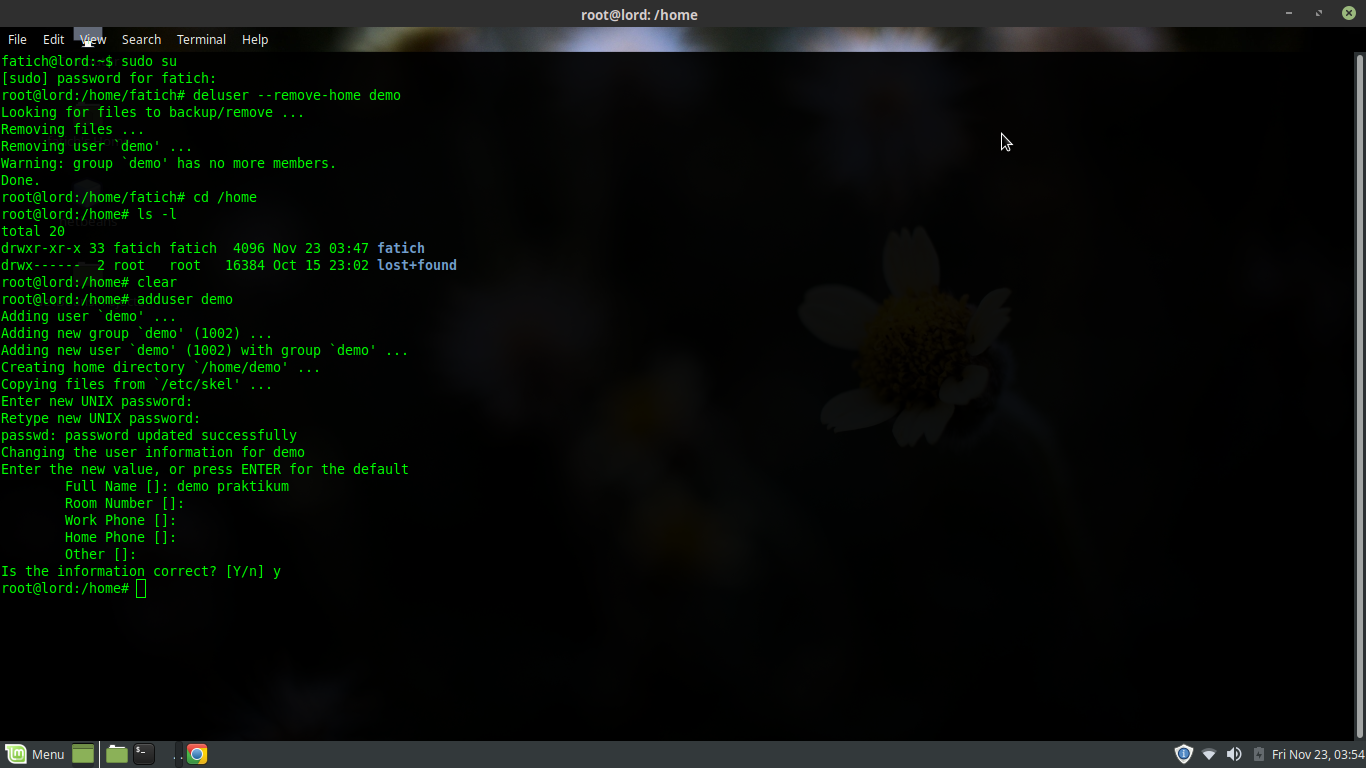 root@lord: /home
File Edit View Search Terminal Help
fatich@lord:~$ sudo su
[sudo] password for fatich:
root@lord:/home/fatich# deluser --remove-home demo
Looking for files to backup/remove ...
Removing files ...
Removing user `demo' ...
Warning: group `demo' has no more members.
Done.
root@lord:/home/fatich# cd /home
root@lord:/home# ls -l
total 20
drwxr-xr-x 33 fatich fatich  4096 Nov 23 03:47 fatich
drwx------  2 root   root   16384 Oct 15 23:02 lost+found
root@lord:/home# clear
root@lord:/home# adduser demo
Adding user `demo' ...
Adding new group `demo' (1002) ...
Adding new user `demo' (1002) with group `demo' ...
Creating home directory `/home/demo' ...
Copying files from `/etc/skel' ...
Enter new UNIX password:
Retype new UNIX password:
passwd: password updated successfully
Changing the user information for demo
Enter the new value, or press ENTER for the default
        Full Name []: demo praktikum
        Room Number []:
        Work Phone []:
        Home Phone []:
        Other []:
Is the information correct? [Y/n] y
root@lord:/home#
Menu Fri Nov 23, 03:54